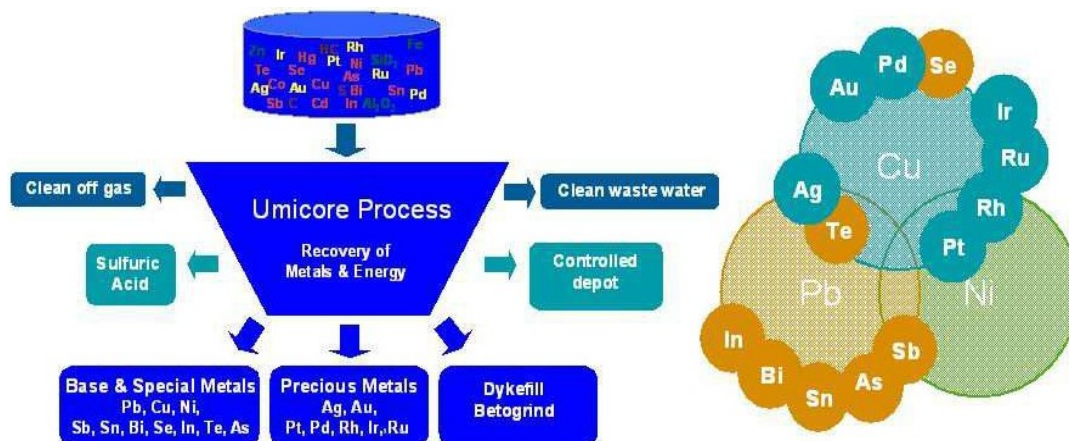 Zn Ir Hg HC Rh Fe
Pt Ni SiO2
Te Se As Ru Pb
Ag Co Au Cu S Bi Sn Pd
Sb C Cd In Al2O3
Clean off gas
Umicore Process
Clean waste water
Recovery of
Metals & Energy
Sulfuric
Acid
Controlled
depot
Base & Special Metals
Pb, Cu, Ni,
Sb, Sn, Bi, Se, In, Te, As
Precious Metals
Ag, Au,
Pt, Pd, Rh, Ir,Ru
Dykefill
Betogrind
Pd Se
Au
Ir
Cu
Ru
Ag
Rh
Te
Pt
Pb
Ni
In
Sb
Bi
As
Sn